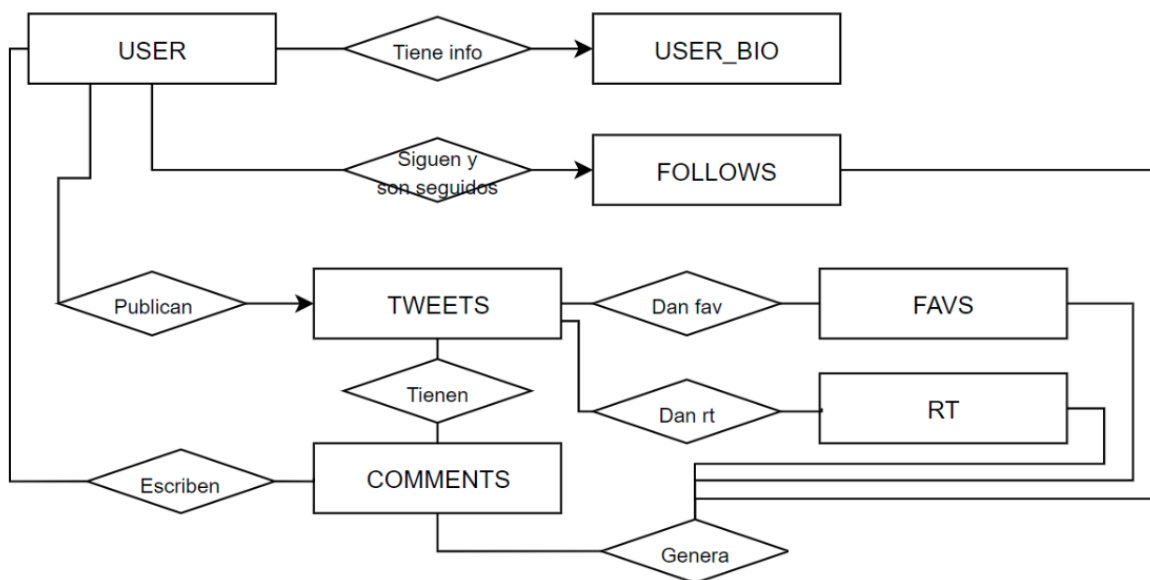 USER
Tiene info
USER_BIO
Siguen y
son seguidos
FOLLOWS
Publican
TWEETS
Dan fav
FAVS
Tienen
Dan rt
RT
Escriben
COMMENTS
Genera